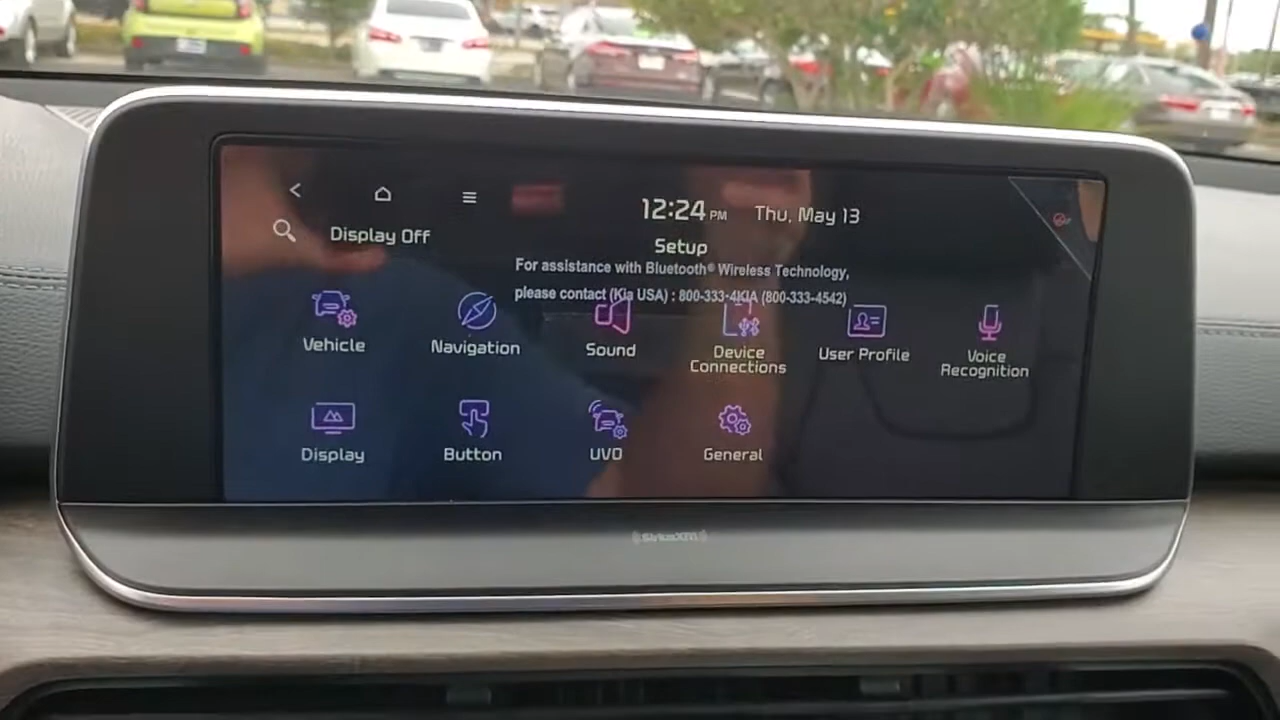 12:24 PM Thu, May 13
Display Off
Setup
For assistance with Bluetooth® Wireless Technology,
please contact (Kia USA) : 800-333-4KIA (800-333-4542)
Vehicle
Navigation
Sound
Device
Connections
User Profile
Voice
Recognition
Display
Button
UVO
General
((SiriusXM))